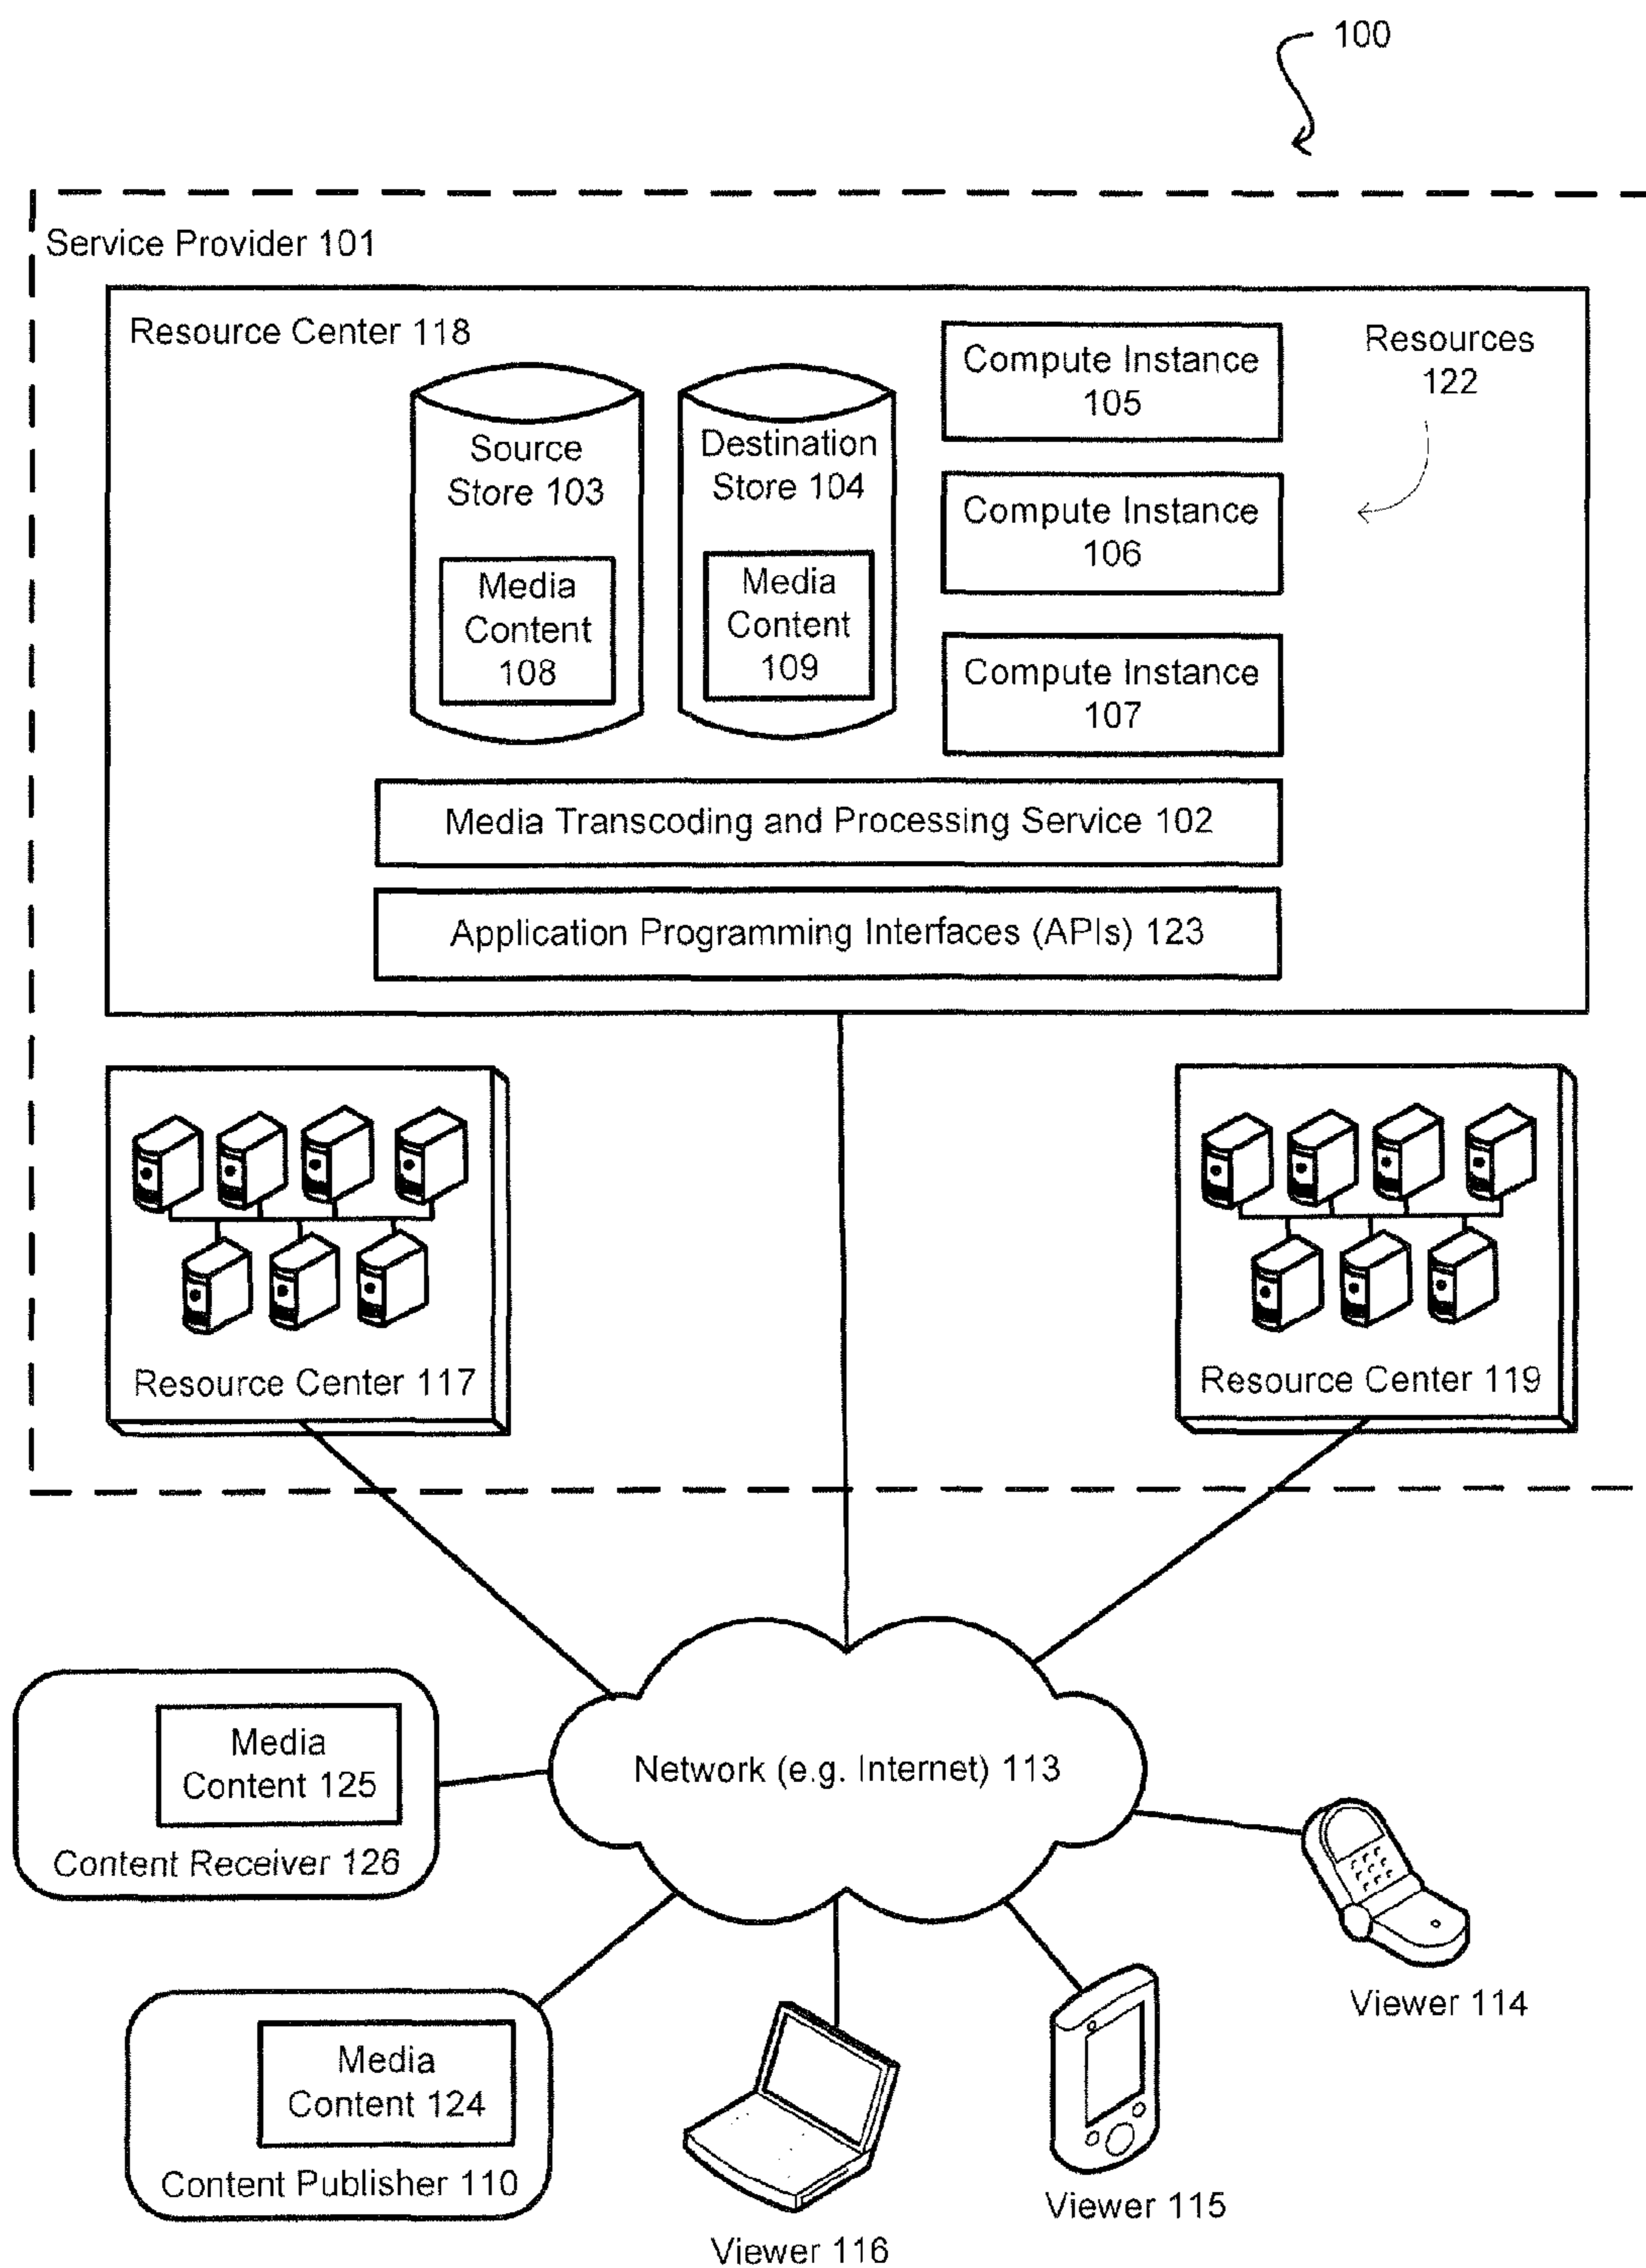 100
Service Provider 101
Resource Center 118
Source
Store 103
Media
Content
108
Destination
Store 104
Media
Content
109
Compute Instance
105
Compute Instance
106
Compute Instance
107
Resources
122
Media Transcoding and Processing Service 102
Application Programming Interfaces (APIs) 123
Resource Center 117
Resource Center 119
Network (e.g. Internet) 113
Media
Content 125
Content Receiver 126
Media
Content 124
Content Publisher 110
Viewer 116
Viewer 115
Viewer 114